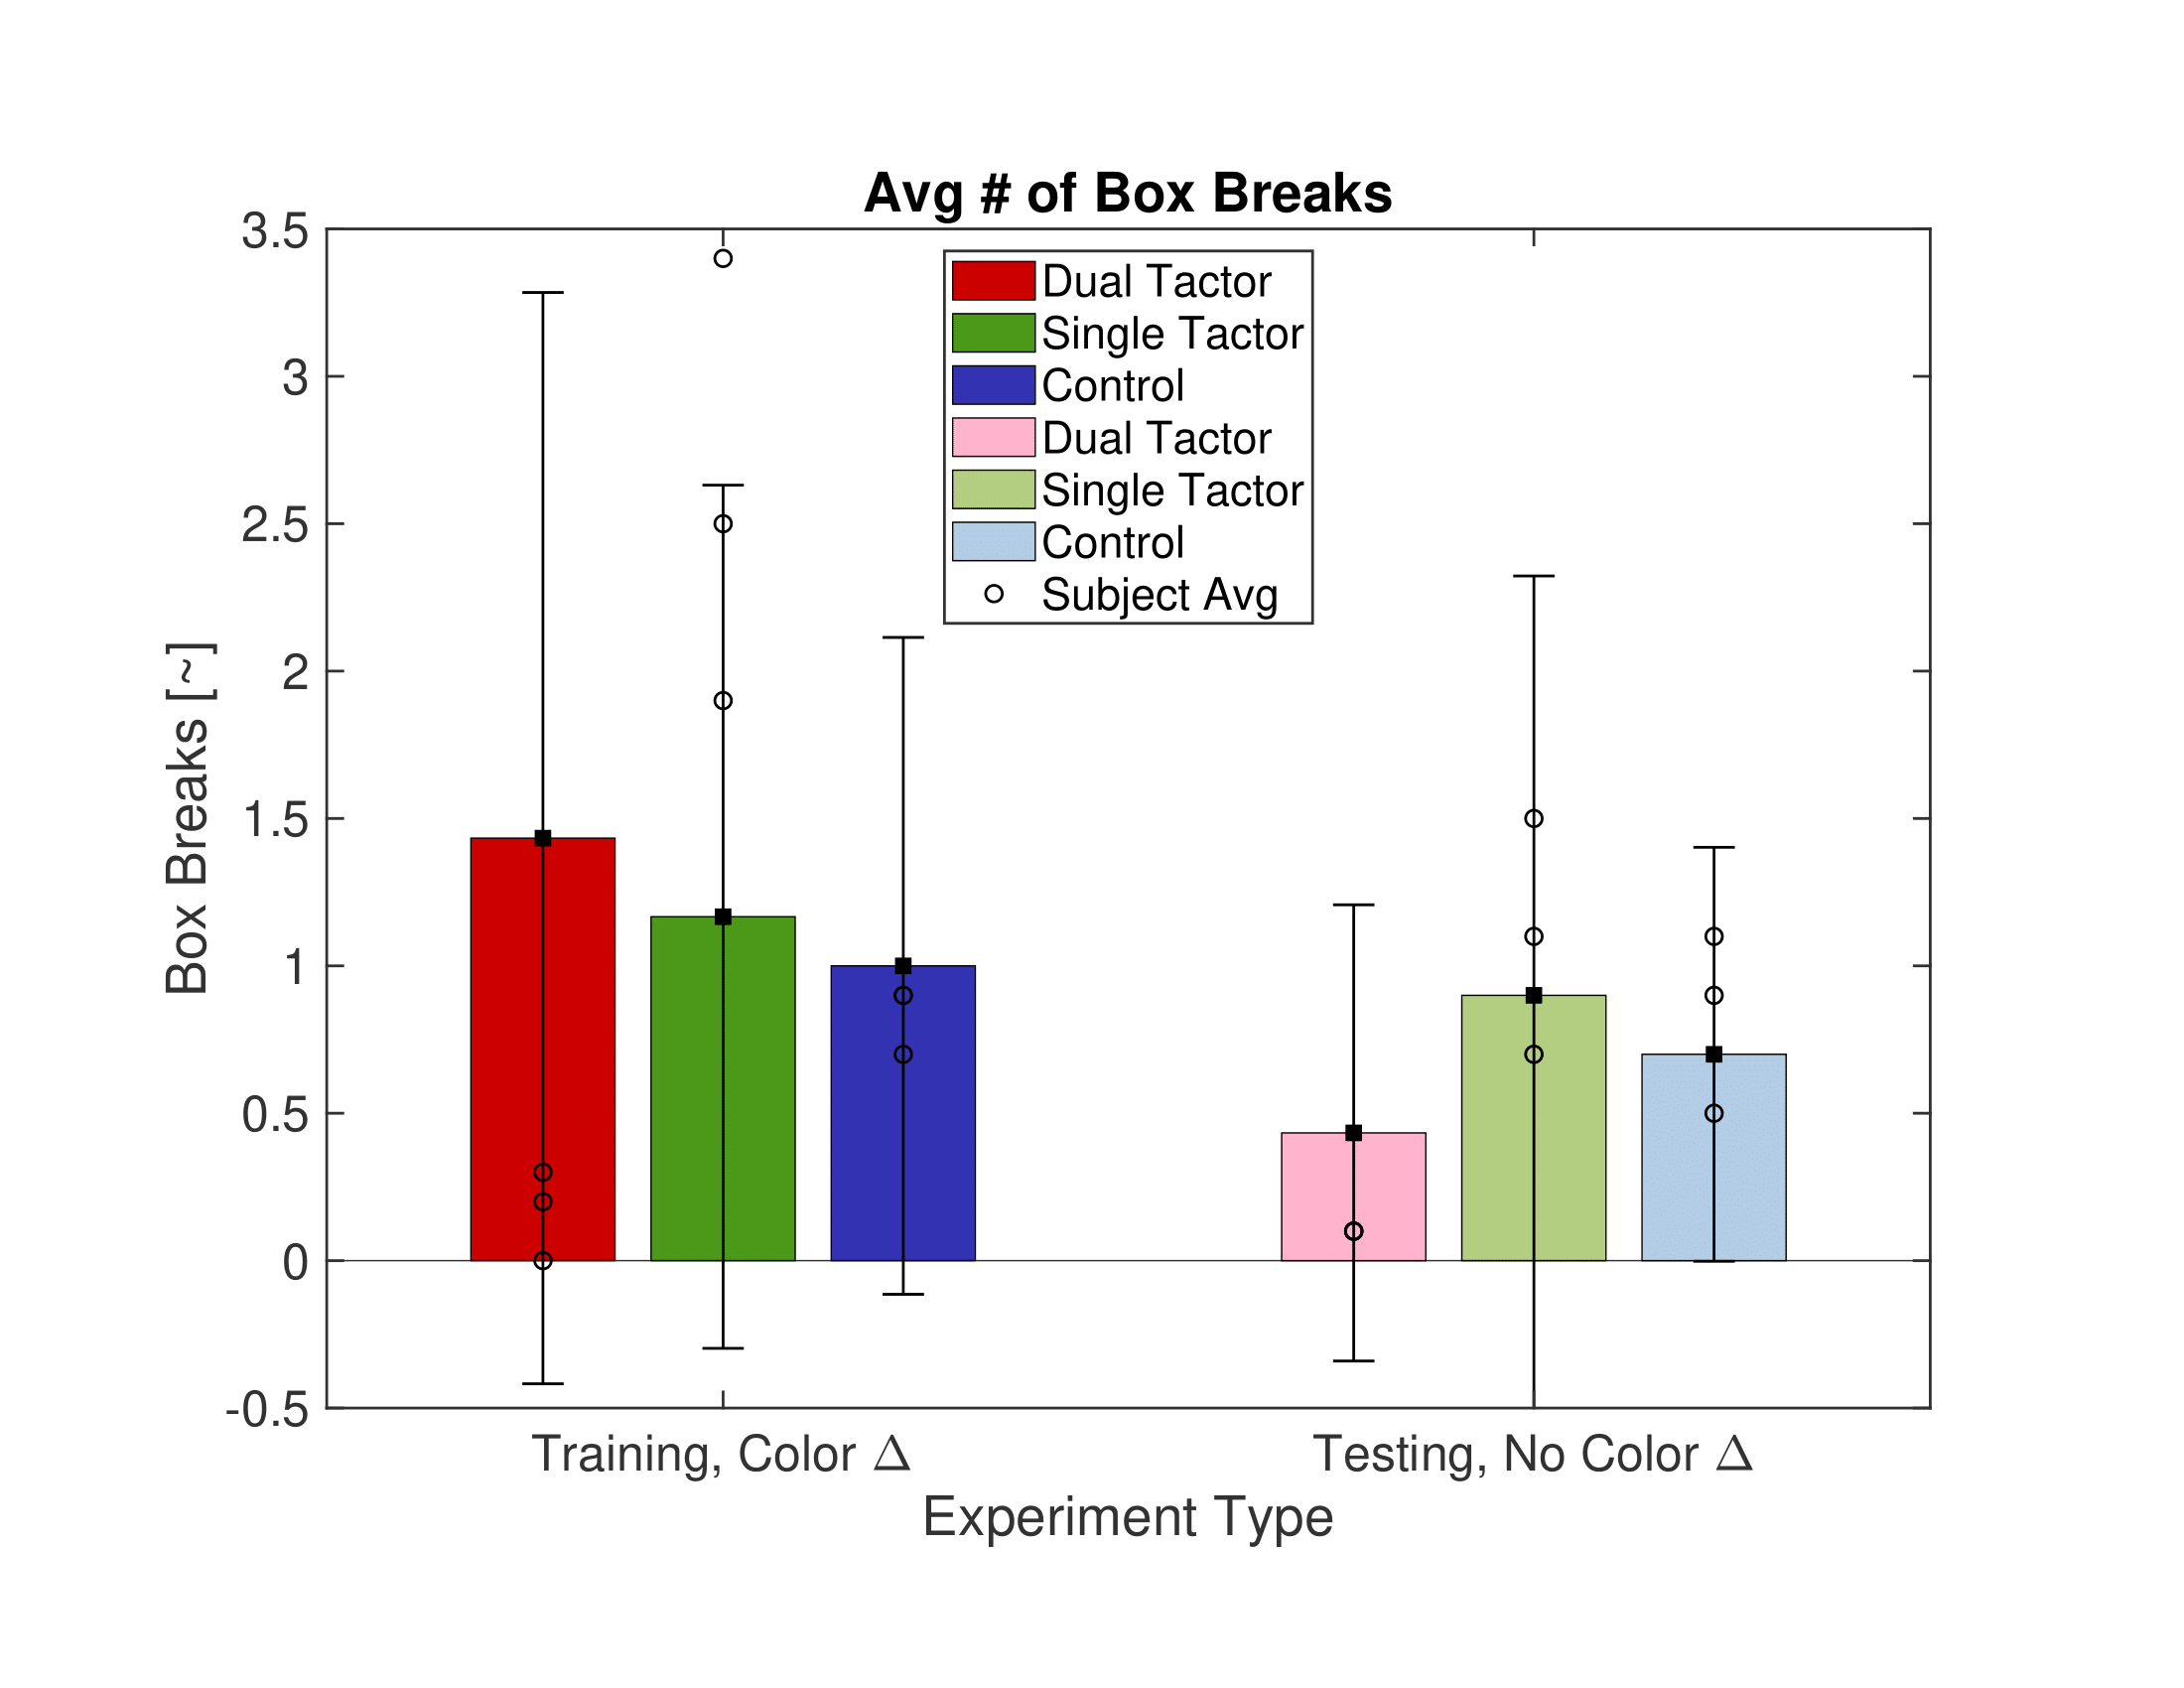 Avg # of Box Breaks
3.5
3
2.5
2
1.5
1
0.5
0
-0.5
Box Breaks [~]
Dual Tactor
Single Tactor
Control
Dual Tactor
Single Tactor
Control
Subject Avg
Training, Color Δ
Testing, No Color Δ
Experiment Type